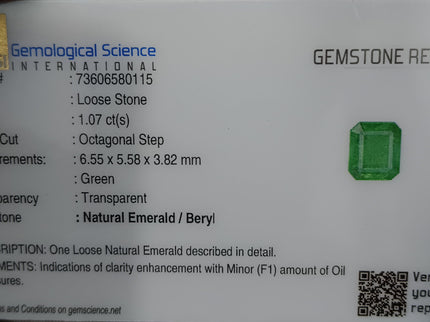 Gemological Science
INTERNATIONAL
GEMSTONE RE
# : 73606580115
: Loose Stone
: 1.07 ct(s)
Cut : Octagonal Step
rements: : 6.55 x 5.58 x 3.82 mm
: Green
parency : Transparent
tone : Natural Emerald / Beryl
RIPTION: One Loose Natural Emerald described in detail.
MENTS: Indications of clarity enhancement with Minor (F1) amount of Oil
sures.
s and Conditions on gemscience.net
Ver
you
rep